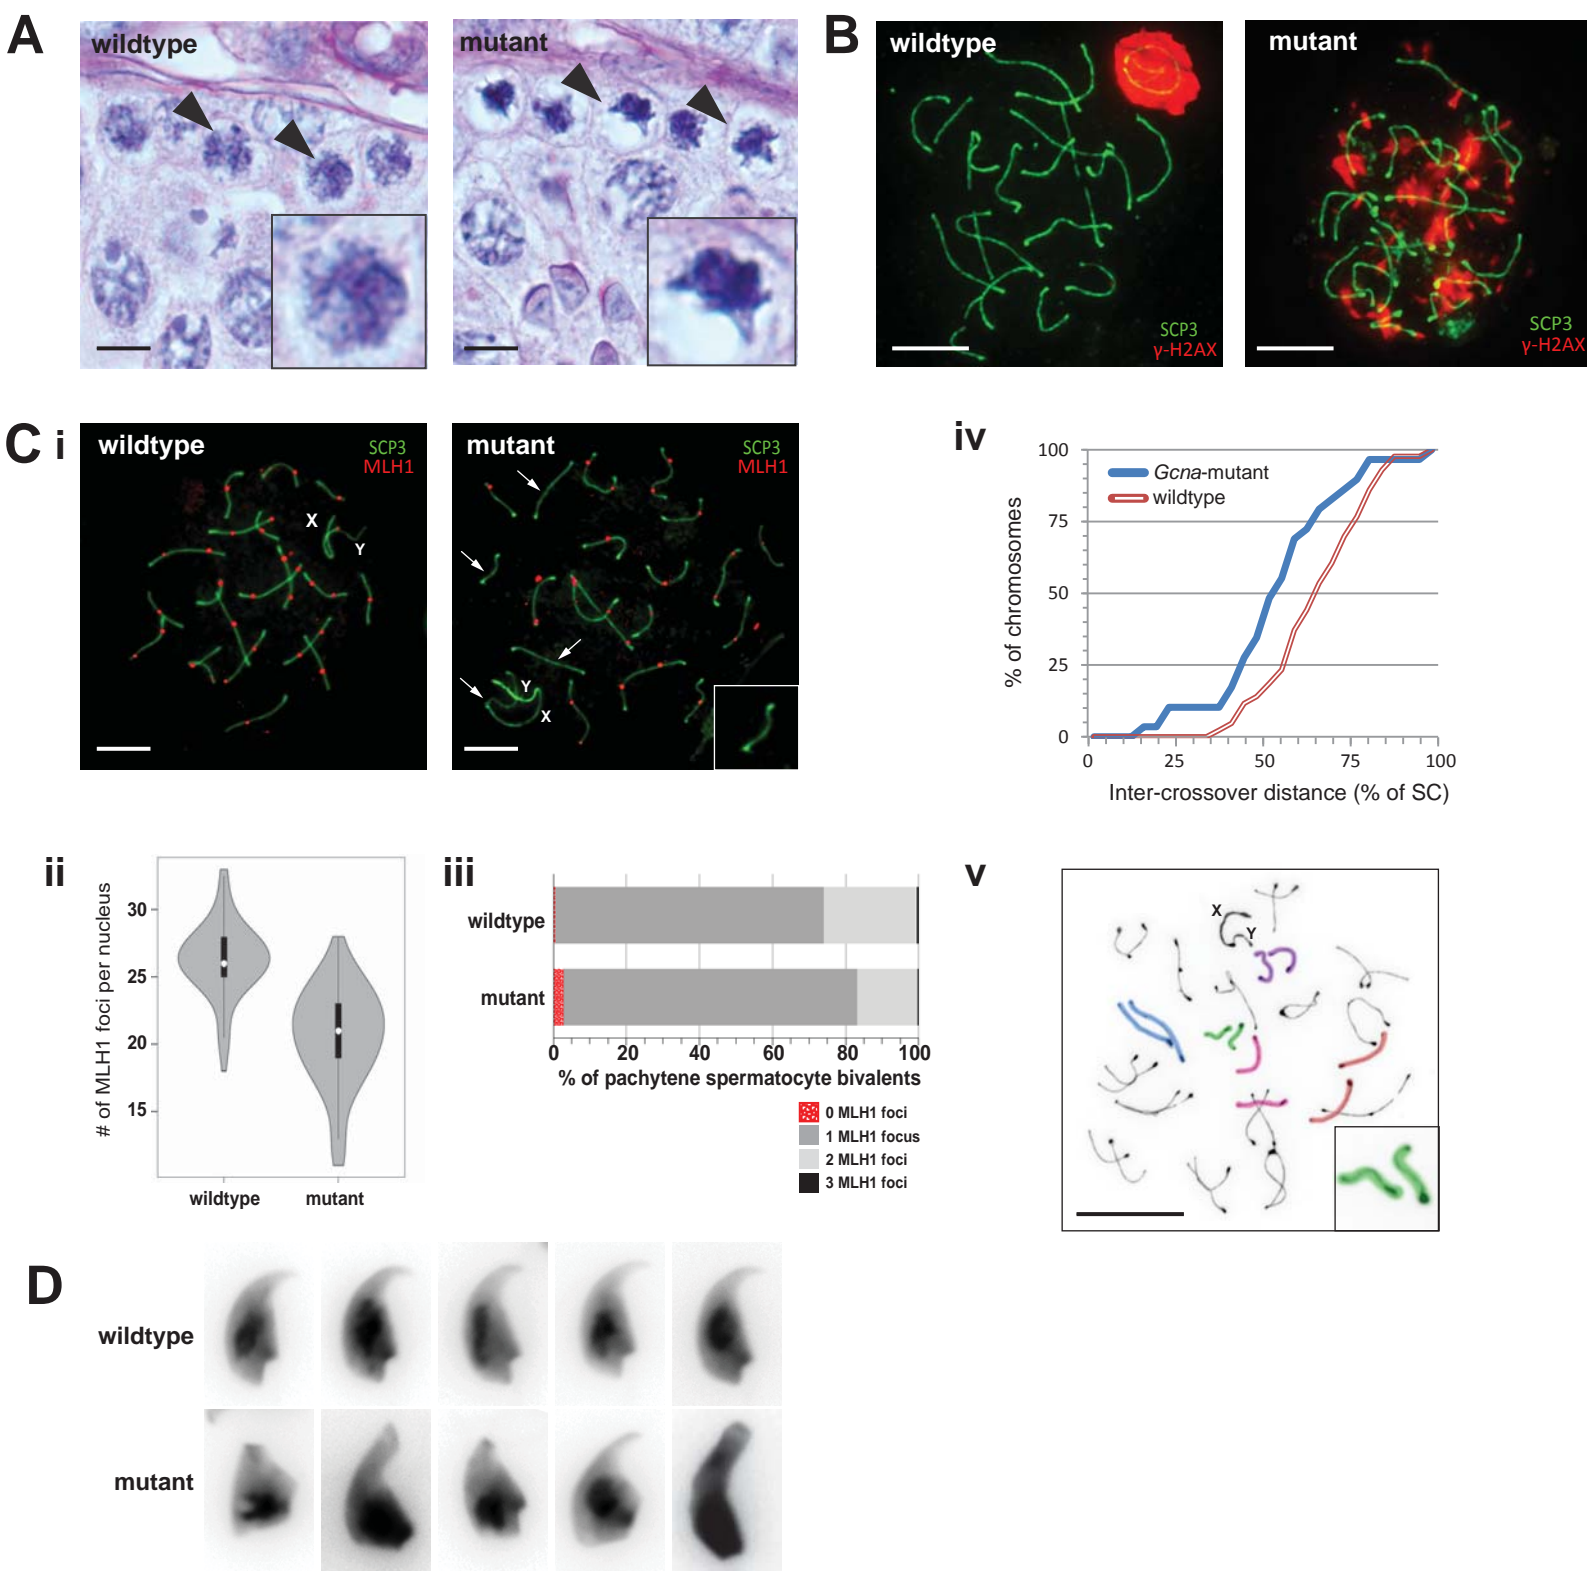 A
wildtype
mutant
B
wildtype
SCP3
γ-H2AX
mutant
SCP3
γ-H2AX
C i
wildtype
SCP3
MLH1
X
Y
mutant
SCP3
MLH1
Y
X
iv
100
75
50
25
0
% of chromosomes
Gcna-mutant
wildtype
0 25 50 75 100
Inter-crossover distance (% of SC)
ii
# of MLH1 foci per nucleus
30
25
20
15
wildtype mutant
iii
wildtype
mutant
0 20 40 60 80 100
% of pachytene spermatocyte bivalents
0 MLH1 foci
1 MLH1 focus
2 MLH1 foci
3 MLH1 foci
v
X
Y
D
wildtype
mutant